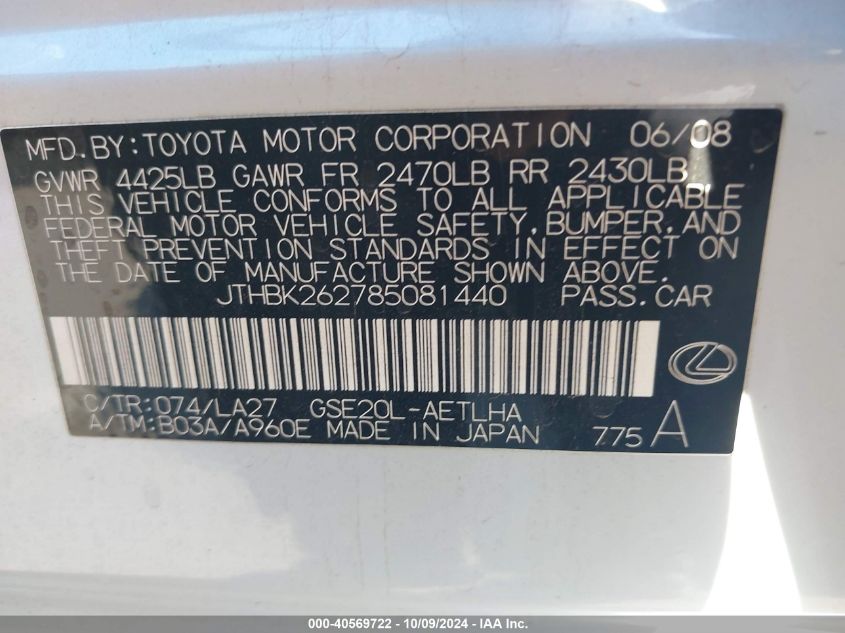 MFD.BY:TOYOTA MOTOR CORPORATION 06/08
GVWR 4425LB GAWR FR 2470LB RR 2430LB
THIS VEHICLE CONFORMS TO ALL APPLICABLE
FEDERAL MOTOR VEHICLE SAFETY,BUMPER,AND
THEFT PREVENTION STANDARDS IN EFFECT ON
THE DATE OF MANUFACTURE SHOWN ABOVE.
JTHBK262785081440 PASS.CAR
C/TR:074/LA27 GSE20L-AETLHA
A/TM:B03A/A960E MADE IN JAPAN 775 A
000-40569722 - 10/09/2024 - IAA Inc.